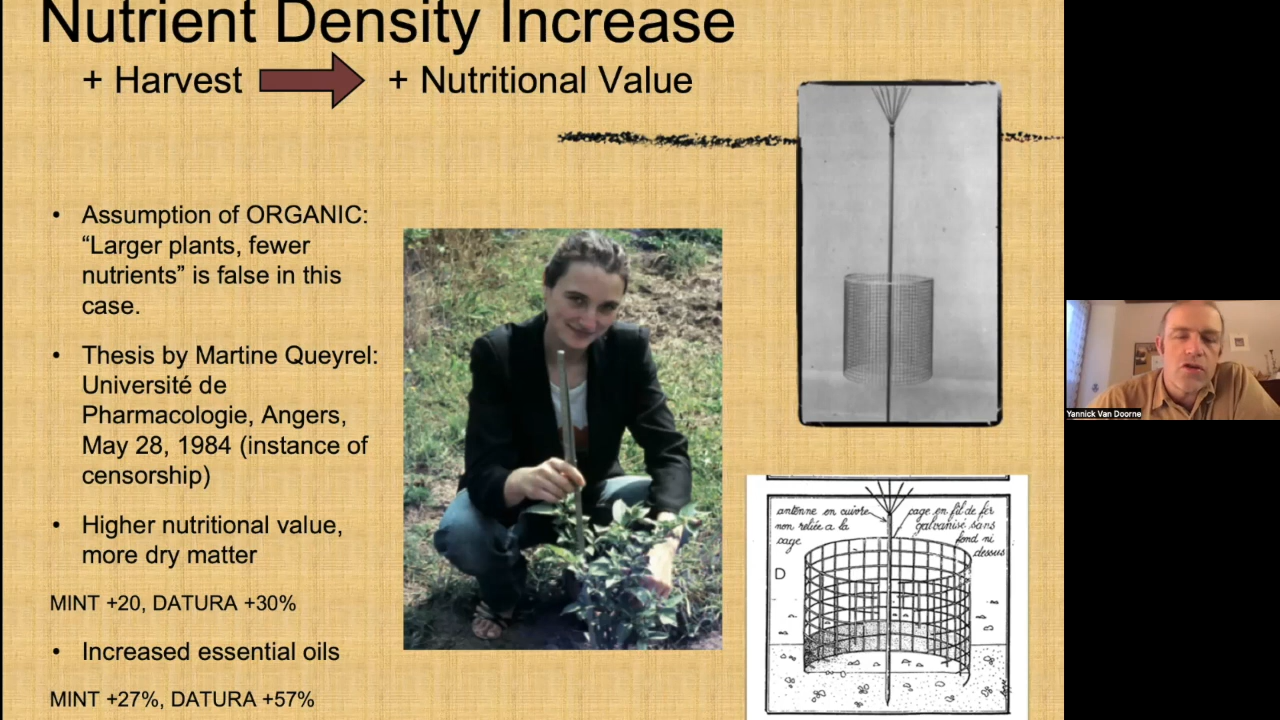 Nutrient Density Increase
+ Harvest + Nutritional Value
• Assumption of ORGANIC:
“Larger plants, fewer
nutrients” is false in this
case.
• Thesis by Martine Queyrel:
Université de
Pharmacologie, Angers,
May 28, 1984 (instance of
censorship)
• Higher nutritional value,
more dry matter
MINT +20, DATURA +30%
• Increased essential oils
MINT +27%, DATURA +57%
antenne en cuivre
non reliée a la
cage
cage en fil de fer
galvanisé sans
fond ni
dessus
D
Yannick Van Doorne